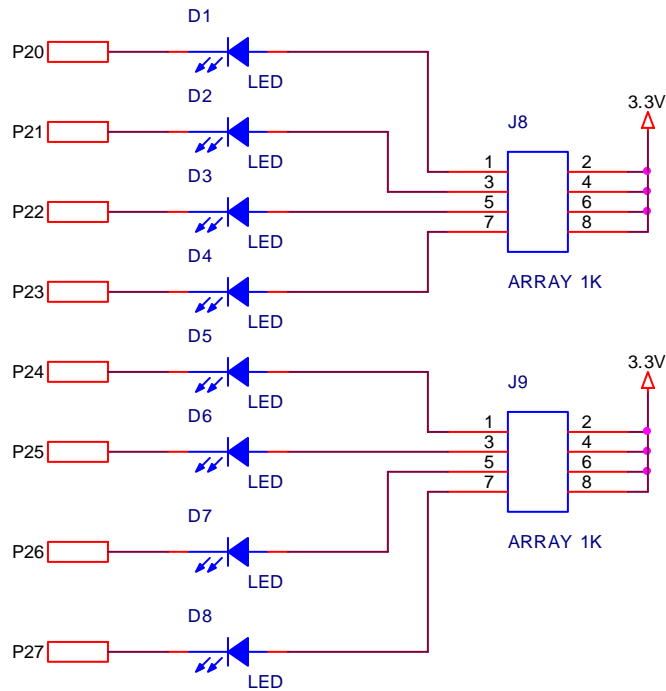 D1
P20
LED
D2
3.3V
P21
J8
LED
D3
1 2
3 4
P22
5 6
7 8
LED
D4
ARRAY 1K
P23
LED
D5
3.3V
P24
J9
LED
D6
1 2
3 4
P25
5 6
LED
7 8
D7
ARRAY 1K
P26
LED
D8
P27
LED